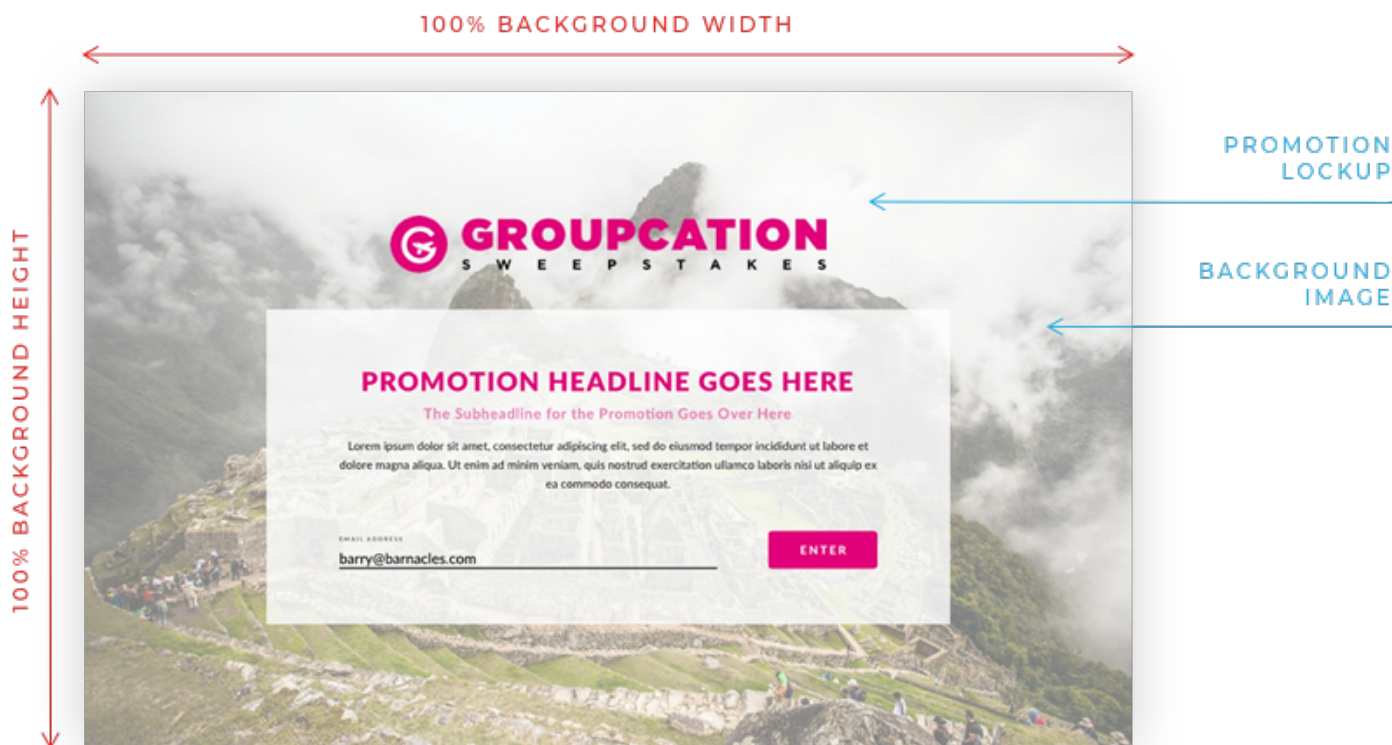 100% BACKGROUND WIDTH
PROMOTION
LOCKUP
GROUPCATION
SWEEPSTAKES
BACKGROUND
IMAGE
100% BACKGROUND HEIGHT
PROMOTION HEADLINE GOES HERE
The Subheadline for the Promotion Goes Over Here
Lorem ipsum dolor sit amet, consectetur adipiscing elit, sed do eiusmod tempor incididunt ut labore et
dolore magna aliqua. Ut enim ad minim veniam, quis nostrud exercitation ullamco laboris nisi ut aliquip ex
ea commodo consequat.
EMAIL ADDRESS
barry@barnacles.com
ENTER